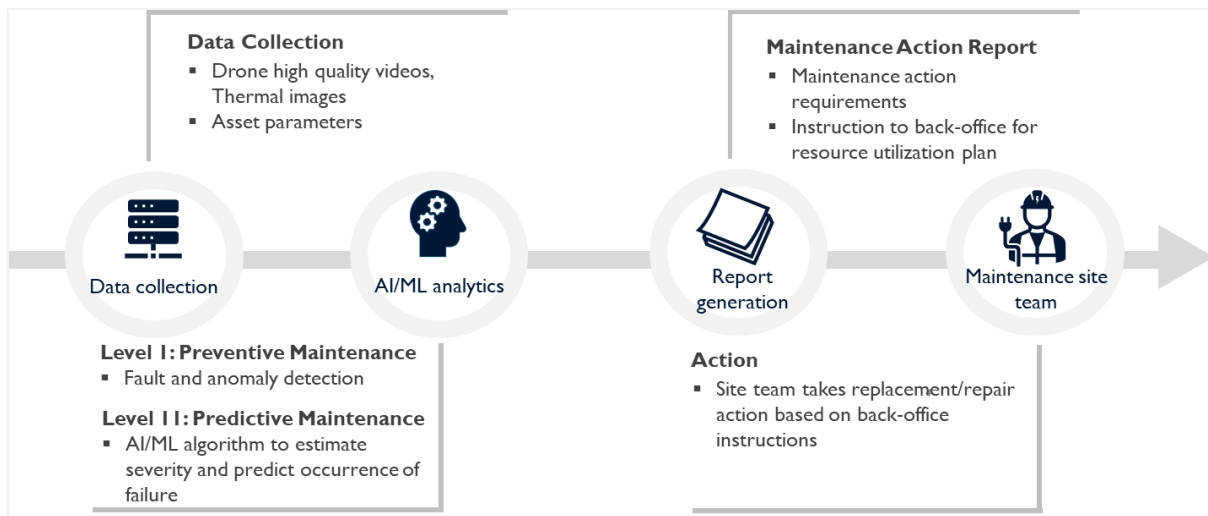 Data Collection
▪ Drone high quality videos,
Thermal images
▪ Asset parameters
Maintenance Action Report
▪ Maintenance action
requirements
▪ Instruction to back-office for
resource utilization plan
Data collection
AI/ML analytics
Report
generation
Maintenance site
team
Level 1: Preventive Maintenance
▪ Fault and anomaly detection
Level 11: Predictive Maintenance
▪ AI/ML algorithm to estimate
severity and predict occurrence of
failure
Action
▪ Site team takes replacement/repair
action based on back-office
instructions